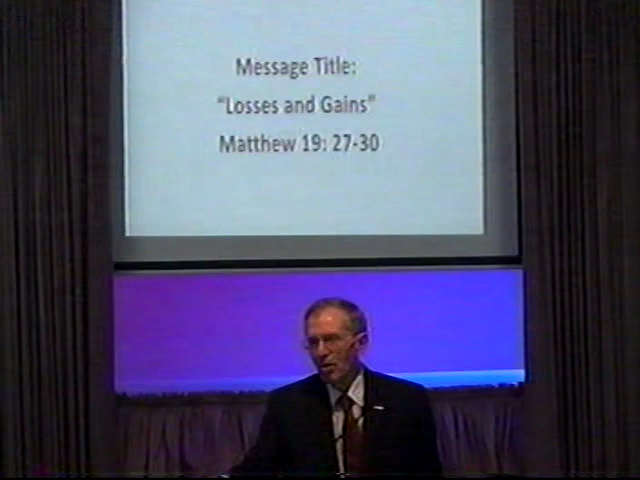 Message Title:
“Losses and Gains”
Matthew 19: 27-30